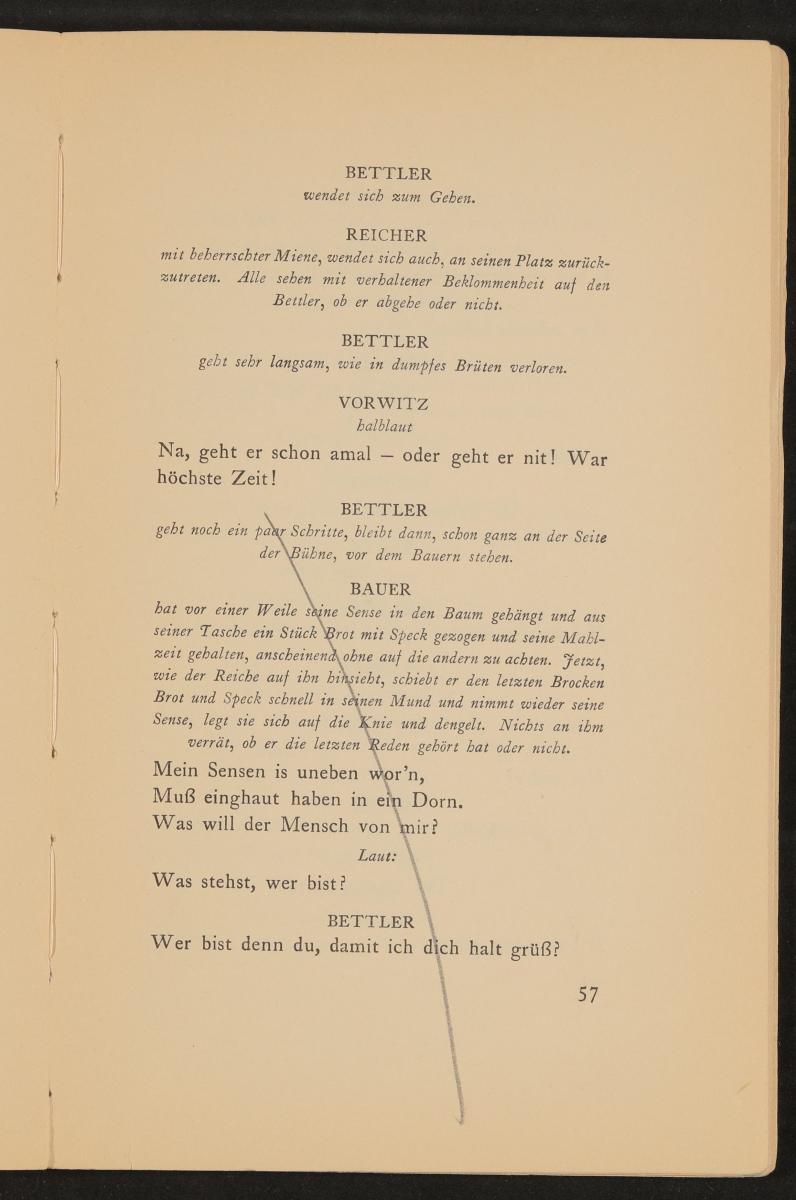 BETTLER
wendet sich zum Gehen.
REICHER
mit beherrschter Miene, wendet sich auch, an seinen Platz zurück-
zutreten. Alle sehen mit verhaltener Beklommenheit auf den
Bettler, ob er abgehe oder nicht.
BETTLER
geht sehr langsam, wie in dumpfes Brüten verloren.
VORWITZ
halblaut
Na, geht er schon amal — oder geht er nit! War
höchste Zeit!
BETTLER
geht noch ein paar Schritte, bleibt dann, schon ganz an der Seite
der Bühne, vor dem Bauern stehen.
BAUER
hat vor einer Weile seine Sense in den Baum gehängt und aus
seiner Tasche ein Stück Brot mit Speck gezogen und seine Mahl-
zeit gehalten, anscheinend ohne auf die andern zu achten. Jetzt,
wie der Reiche auf ihn hinsieht, schiebt er den letzten Brocken
Brot und Speck schnell in seinen Mund und nimmt wieder seine
Sense, legt sie sich auf die Knie und dengelt. Nichts an ihm
verrät, ob er die letzten Reden gehört hat oder nicht.
Mein Sensen is uneben wor'n,
Muß einghaut haben in ein Dorn.
Was will der Mensch von mir?
Laut:
Was stehst, wer bist?
BETTLER
Wer bist denn du, damit ich dich halt grüß?
57